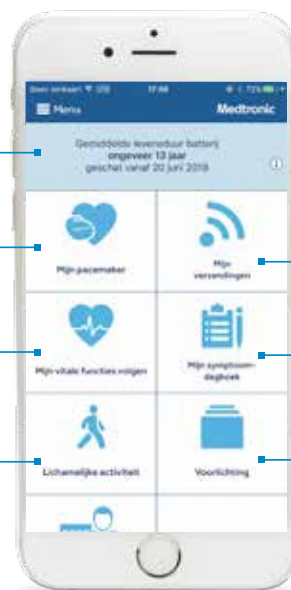 Menu
Medtronic
Gemiddelde levensduur batterij
ongeveer 13 jaar
geschat vanaf 20 juni 2018
Mijn pacemaker
Mijn
verzendingen
Mijn vitale functies volgen
Mijn symptoom-
dagboek
Lichamelijke activiteit
Voorlichting